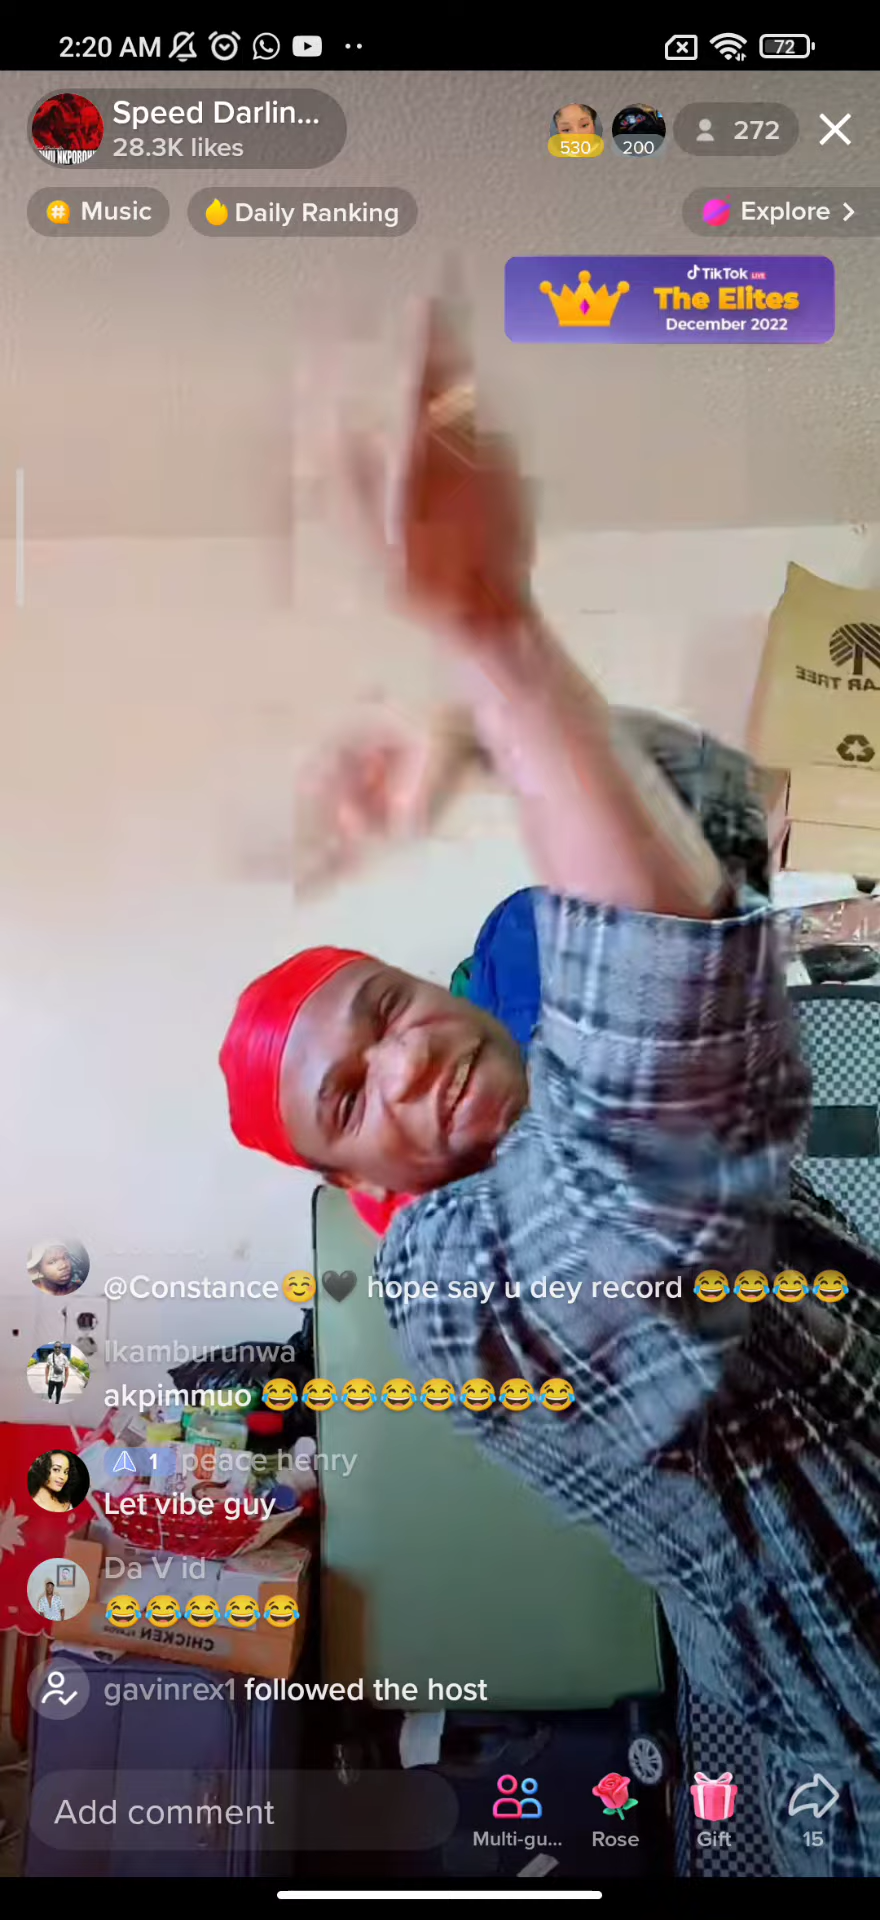 2:20 AM
72
Speed Darlin...
28.3K likes
530
200
272
Music
Daily Ranking
Explore
TikTok LIVE
The Elites
December 2022
@Constance☺️🖤 hope say u dey record 😂😂😂😂
Ikamburunwa
akpimmuo 😂😂😂😂😂😂😂😂
1 peace henry
Let vibe guy
Da V id
😂😂😂😂😂
CHICKEN
gavinrex1 followed the host
Add comment
Multi-gu...
Rose
Gift
15